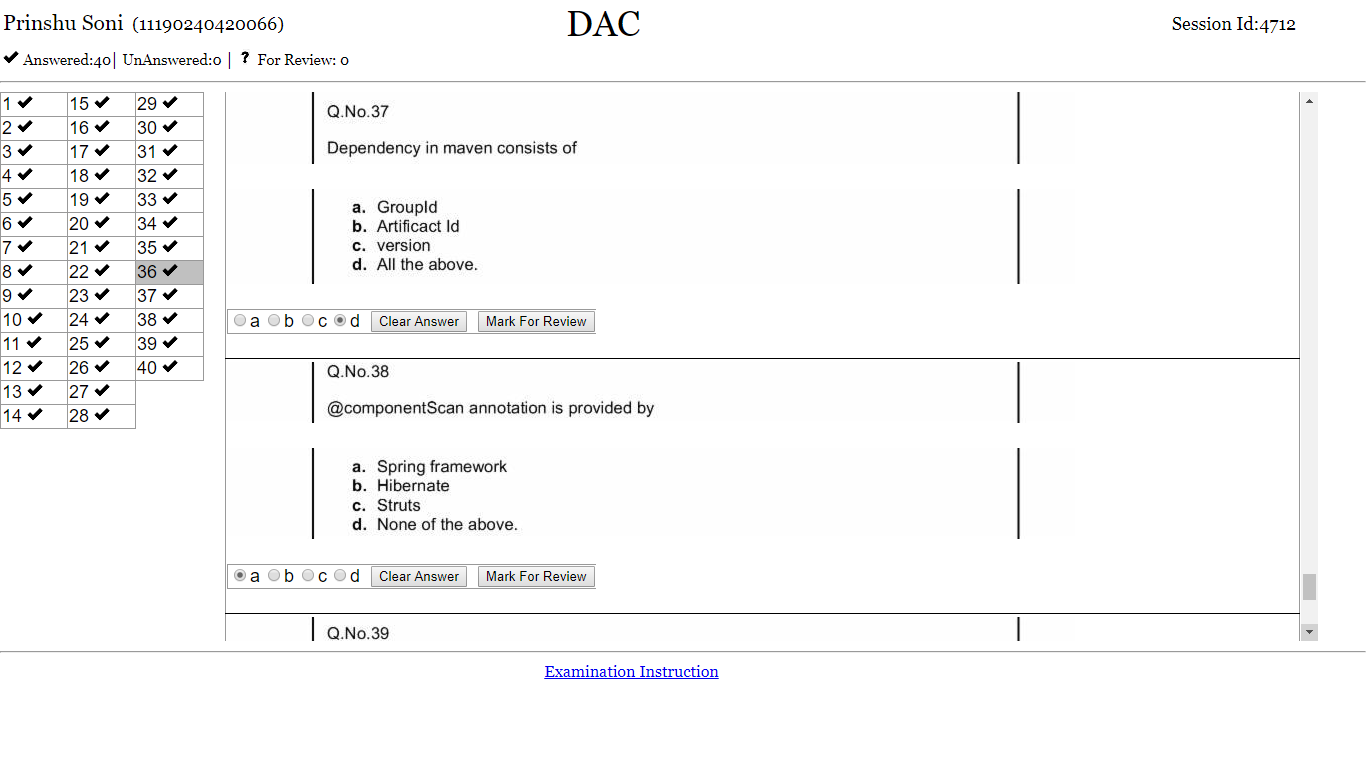 Prinshu Soni (11190240420066) DAC Session Id:4712
✔ Answered:40| UnAnswered:0 | ? For Review: 0
1 ✔ 15 ✔ 29 ✔
2 ✔ 16 ✔ 30 ✔
3 ✔ 17 ✔ 31 ✔
4 ✔ 18 ✔ 32 ✔
5 ✔ 19 ✔ 33 ✔
6 ✔ 20 ✔ 34 ✔
7 ✔ 21 ✔ 35 ✔
8 ✔ 22 ✔ 36 ✔
9 ✔ 23 ✔ 37 ✔
10 ✔ 24 ✔ 38 ✔
11 ✔ 25 ✔ 39 ✔
12 ✔ 26 ✔ 40 ✔
13 ✔ 27 ✔
14 ✔ 28 ✔
Q.No.37
Dependency in maven consists of
a. GroupId
b. Artificact Id
c. version
d. All the above.
a b c d Clear Answer Mark For Review
Q.No.38
@componentScan annotation is provided by
a. Spring framework
b. Hibernate
c. Struts
d. None of the above.
a b c d Clear Answer Mark For Review
Q.No.39
Examination Instruction